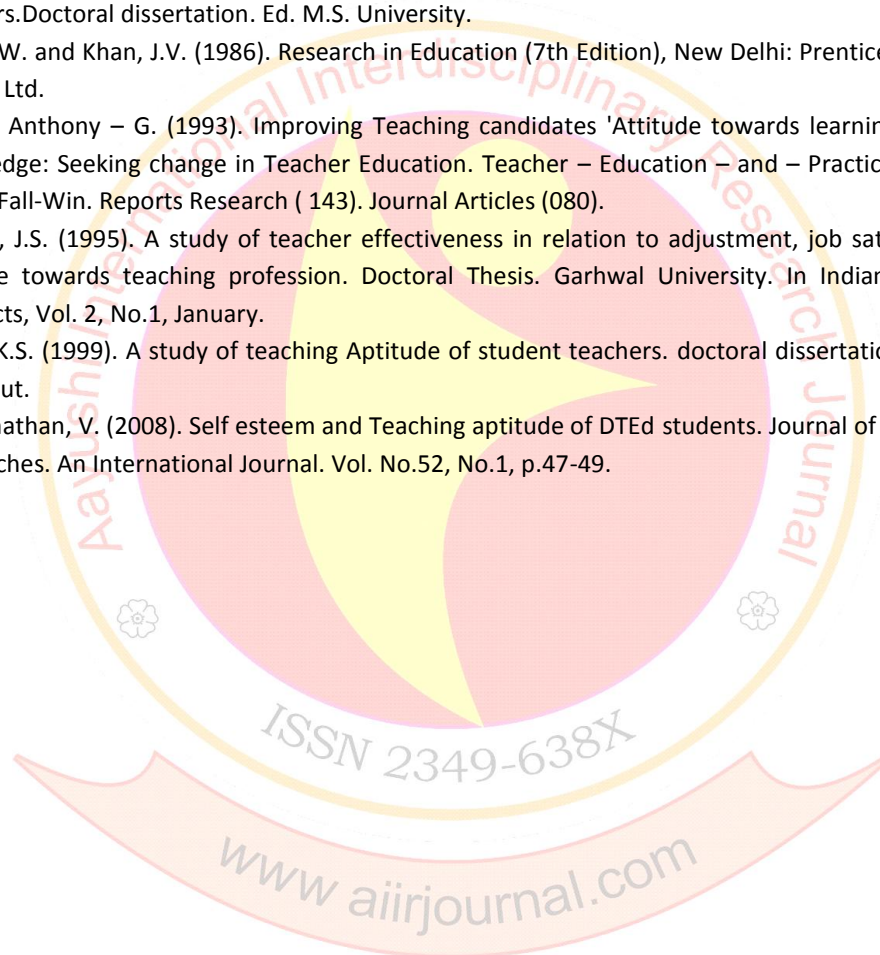 rs.Doctoral dissertation. Ed. M.S. University.
W. and Khan, J.V. (1986). Research in Education (7th Edition), New Delhi: Prentice
Ltd.
Anthony – G. (1993). Improving Teaching candidates 'Attitude towards learnin
edge: Seeking change in Teacher Education. Teacher – Education – and – Practic
Fall-Win. Reports Research ( 143). Journal Articles (080).
, J.S. (1995). A study of teacher effectiveness in relation to adjustment, job sat
e towards teaching profession. Doctoral Thesis. Garhwal University. In Indian
cts, Vol. 2, No.1, January.
K.S. (1999). A study of teaching Aptitude of student teachers. doctoral dissertatio
ut.
nathan, V. (2008). Self esteem and Teaching aptitude of DTEd students. Journal of
ches. An International Journal. Vol. No.52, No.1, p.47-49.
Aayushi International Interdisciplinary Research Journal
ISSN 2349-638X
www aiirjournal.com